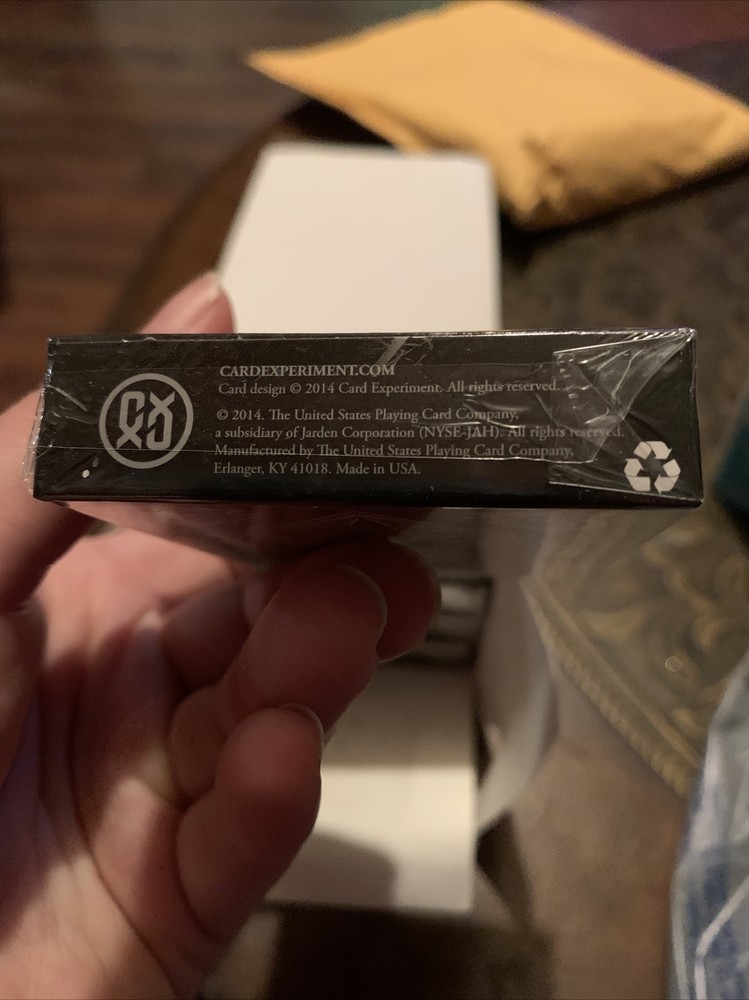 CARDEXPERIMENT.COM
Card design © 2014 Card Experiment. All rights reserved.
© 2014. The United States Playing Card Company,
a subsidiary of Jarden Corporation (NYSE-JAH). All rights reserved.
Manufactured by The United States Playing Card Company,
Erlanger, KY 41018. Made in USA.